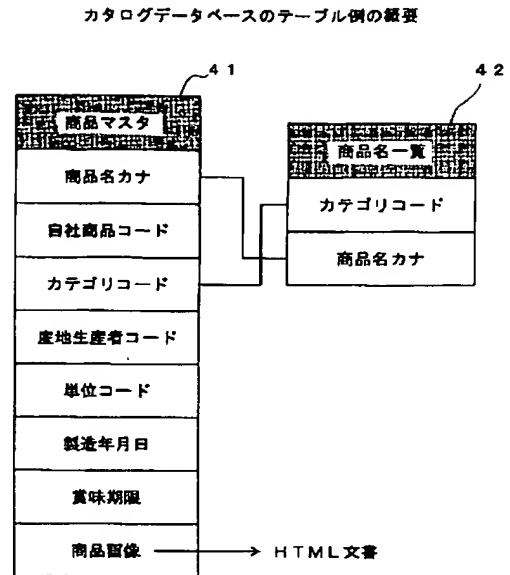 カタログデータベースのテーブル例の概要
41
商品マスタ
商品名カナ
自社商品コード
カテゴリコード
産地生産者コード
単位コード
製造年月日
賞味期限
商品画像
HTML文書
42
商品名一覧
カテゴリコード
商品名カナ